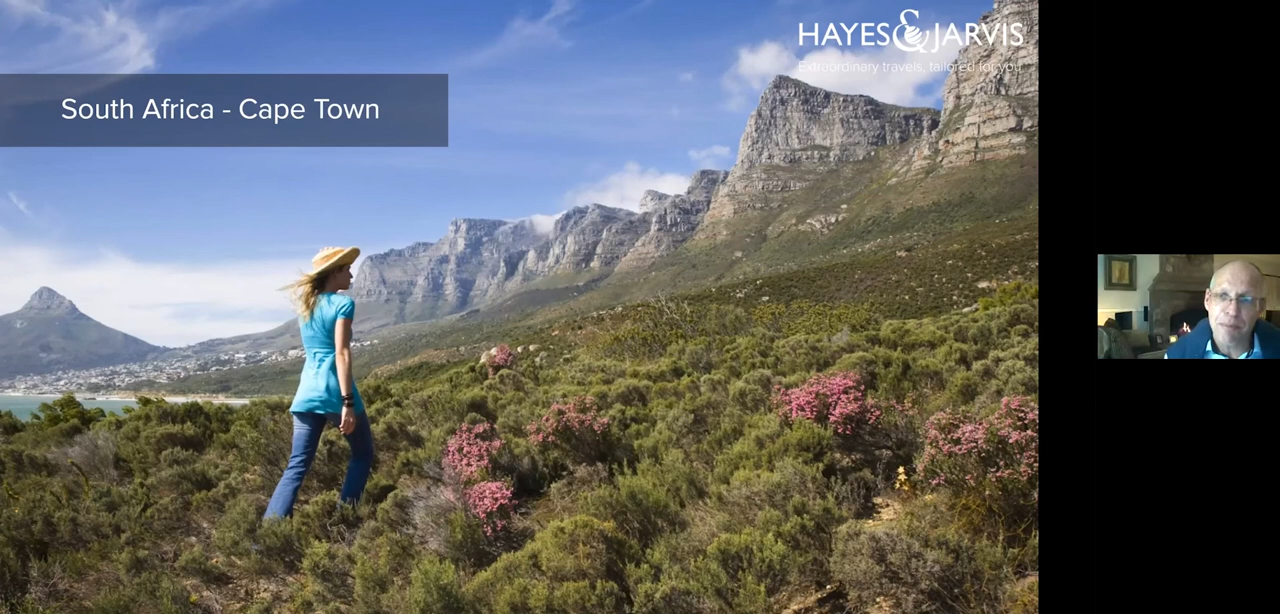 HAYES & JARVIS
Extraordinary travels, tailored for you
South Africa - Cape Town